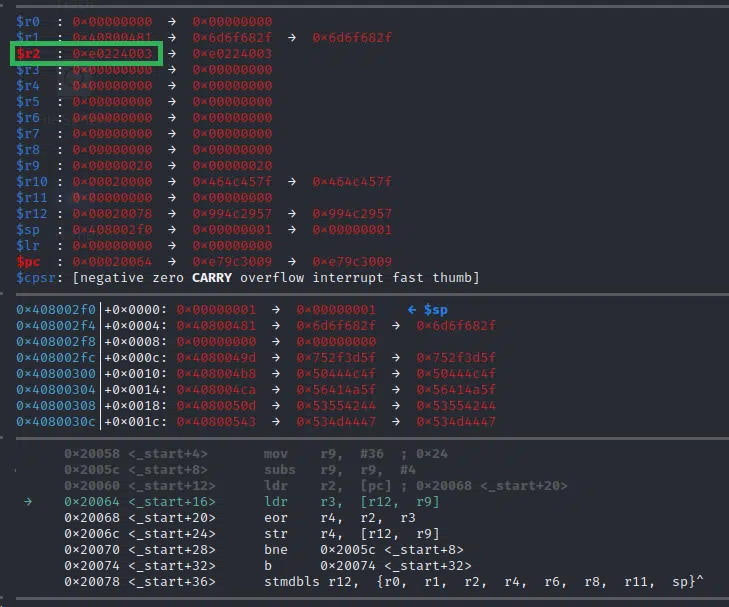 $r0 : 0×00000000 → 0×00000000
$r1 : 0×40800481 → 0×6d6f682f → 0×6d6f682f
$r2 : 0×e0224003 → 0×e0224003
$r3 : 0×00000000 → 0×00000000
$r4 : 0×00000000 → 0×00000000
$r5 : 0×00000000 → 0×00000000
$r6 : 0×00000000 → 0×00000000
$r7 : 0×00000000 → 0×00000000
$r8 : 0×00000000 → 0×00000000
$r9 : 0×00000020 → 0×00000020
$r10 : 0×00020000 → 0×464c457f → 0×464c457f
$r11 : 0×00000000 → 0×00000000
$r12 : 0×00020078 → 0×994c2957 → 0×994c2957
$sp : 0×408002f0 → 0×00000001 → 0×00000001
$lr : 0×00000000 → 0×00000000
$pc : 0×00020064 → 0×e79c3009 → 0×e79c3009
$cpsr: [negative zero CARRY overflow interrupt fast thumb]
0×408002f0│+0×0000: 0×00000001 → 0×00000001 ← $sp
0×408002f4│+0×0004: 0×40800481 → 0×6d6f682f → 0×6d6f682f
0×408002f8│+0×0008: 0×00000000 → 0×00000000
0×408002fc│+0×000c: 0×4080049d → 0×752f3d5f → 0×752f3d5f
0×40800300│+0×0010: 0×408004b8 → 0×50444c4f → 0×50444c4f
0×40800304│+0×0014: 0×408004ca → 0×56414a5f → 0×56414a5f
0×40800308│+0×0018: 0×4080050d → 0×53554244 → 0×53554244
0×4080030c│+0×001c: 0×40800543 → 0×534d4447 → 0×534d4447
0×20058 <_start+4> mov r9, #36 ; 0×24
0×2005c <_start+8> subs r9, r9, #4
0×20060 <_start+12> ldr r2, [pc] ; 0×20068 <_start+20>
→ 0×20064 <_start+16> ldr r3, [r12, r9]
0×20068 <_start+20> eor r4, r2, r3
0×2006c <_start+24> str r4, [r12, r9]
0×20070 <_start+28> bne 0×2005c <_start+8>
0×20074 <_start+32> b 0×20074 <_start+32>
0×20078 <_start+36> stmdbls r12, {r0, r1, r2, r4, r6, r8, r11, sp}^